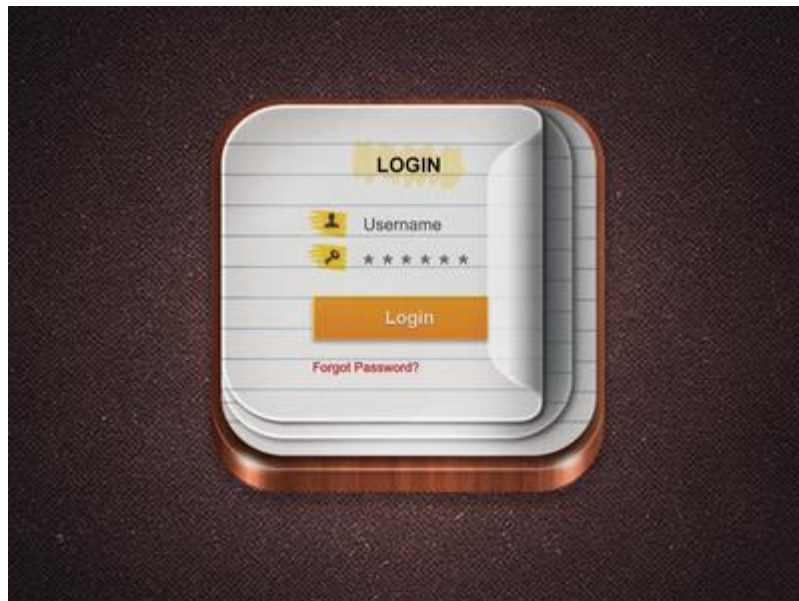 LOGIN
Username
* * * * * *
Login
Forgot Password?